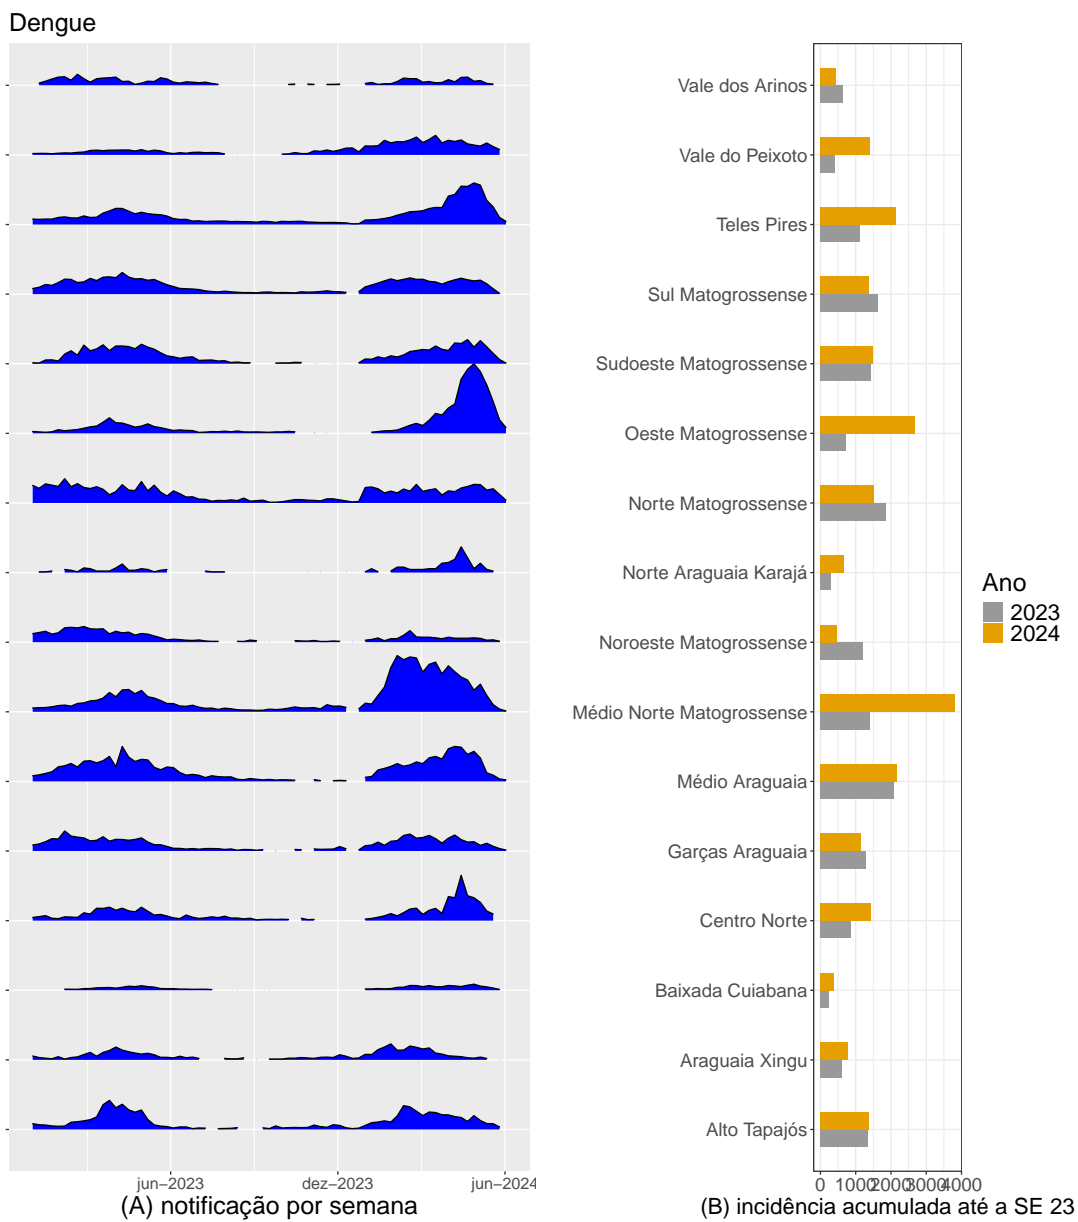 Dengue
Vale dos Arinos
Vale do Peixoto
Teles Pires
Sul Matogrossense
Sudoeste Matogrossense
Oeste Matogrossense
Norte Matogrossense
Norte Araguaia Karajá
Noroeste Matogrossense
Médio Norte Matogrossense
Médio Araguaia
Garças Araguaia
Centro Norte
Baixada Cuiabana
Araguaia Xingu
Alto Tapajós
Ano
2023
2024
jun–2023 dez–2023 jun–2024
0 1000 2000 3000 4000
(A) notificação por semana
(B) incidência acumulada até a SE 23